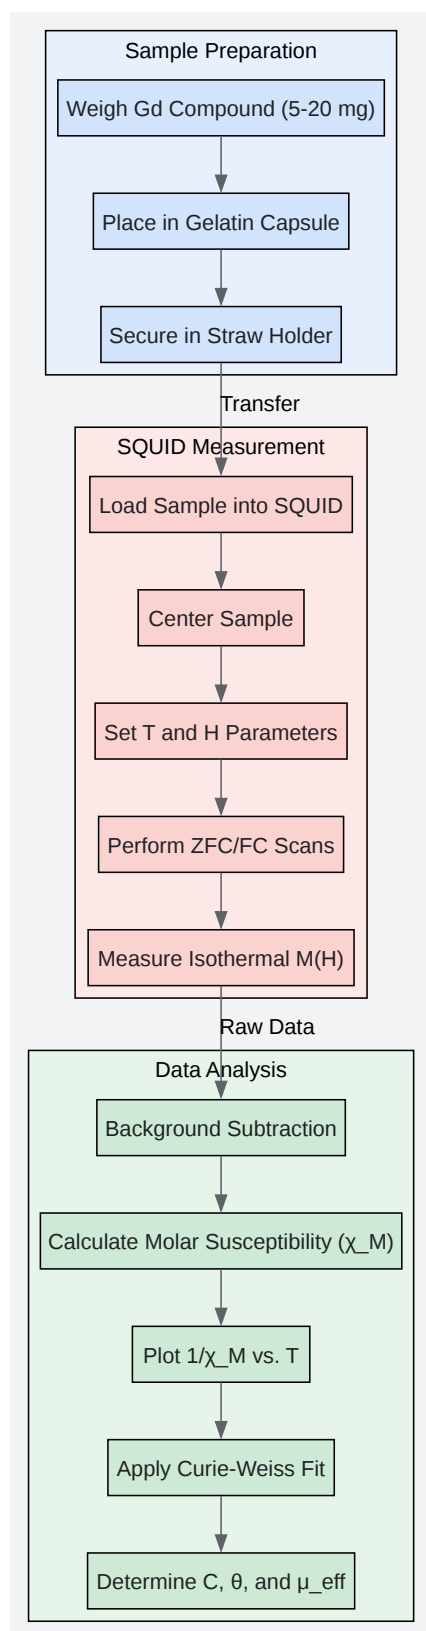 Sample Preparation
Weigh Gd Compound (5-20 mg)
Place in Gelatin Capsule
Secure in Straw Holder
Transfer
SQUID Measurement
Load Sample into SQUID
Center Sample
Set T and H Parameters
Perform ZFC/FC Scans
Measure Isothermal M(H)
Raw Data
Data Analysis
Background Subtraction
Calculate Molar Susceptibility (χ_M)
Plot 1/χ_M vs. T
Apply Curie-Weiss Fit
Determine C, θ, and μ_eff